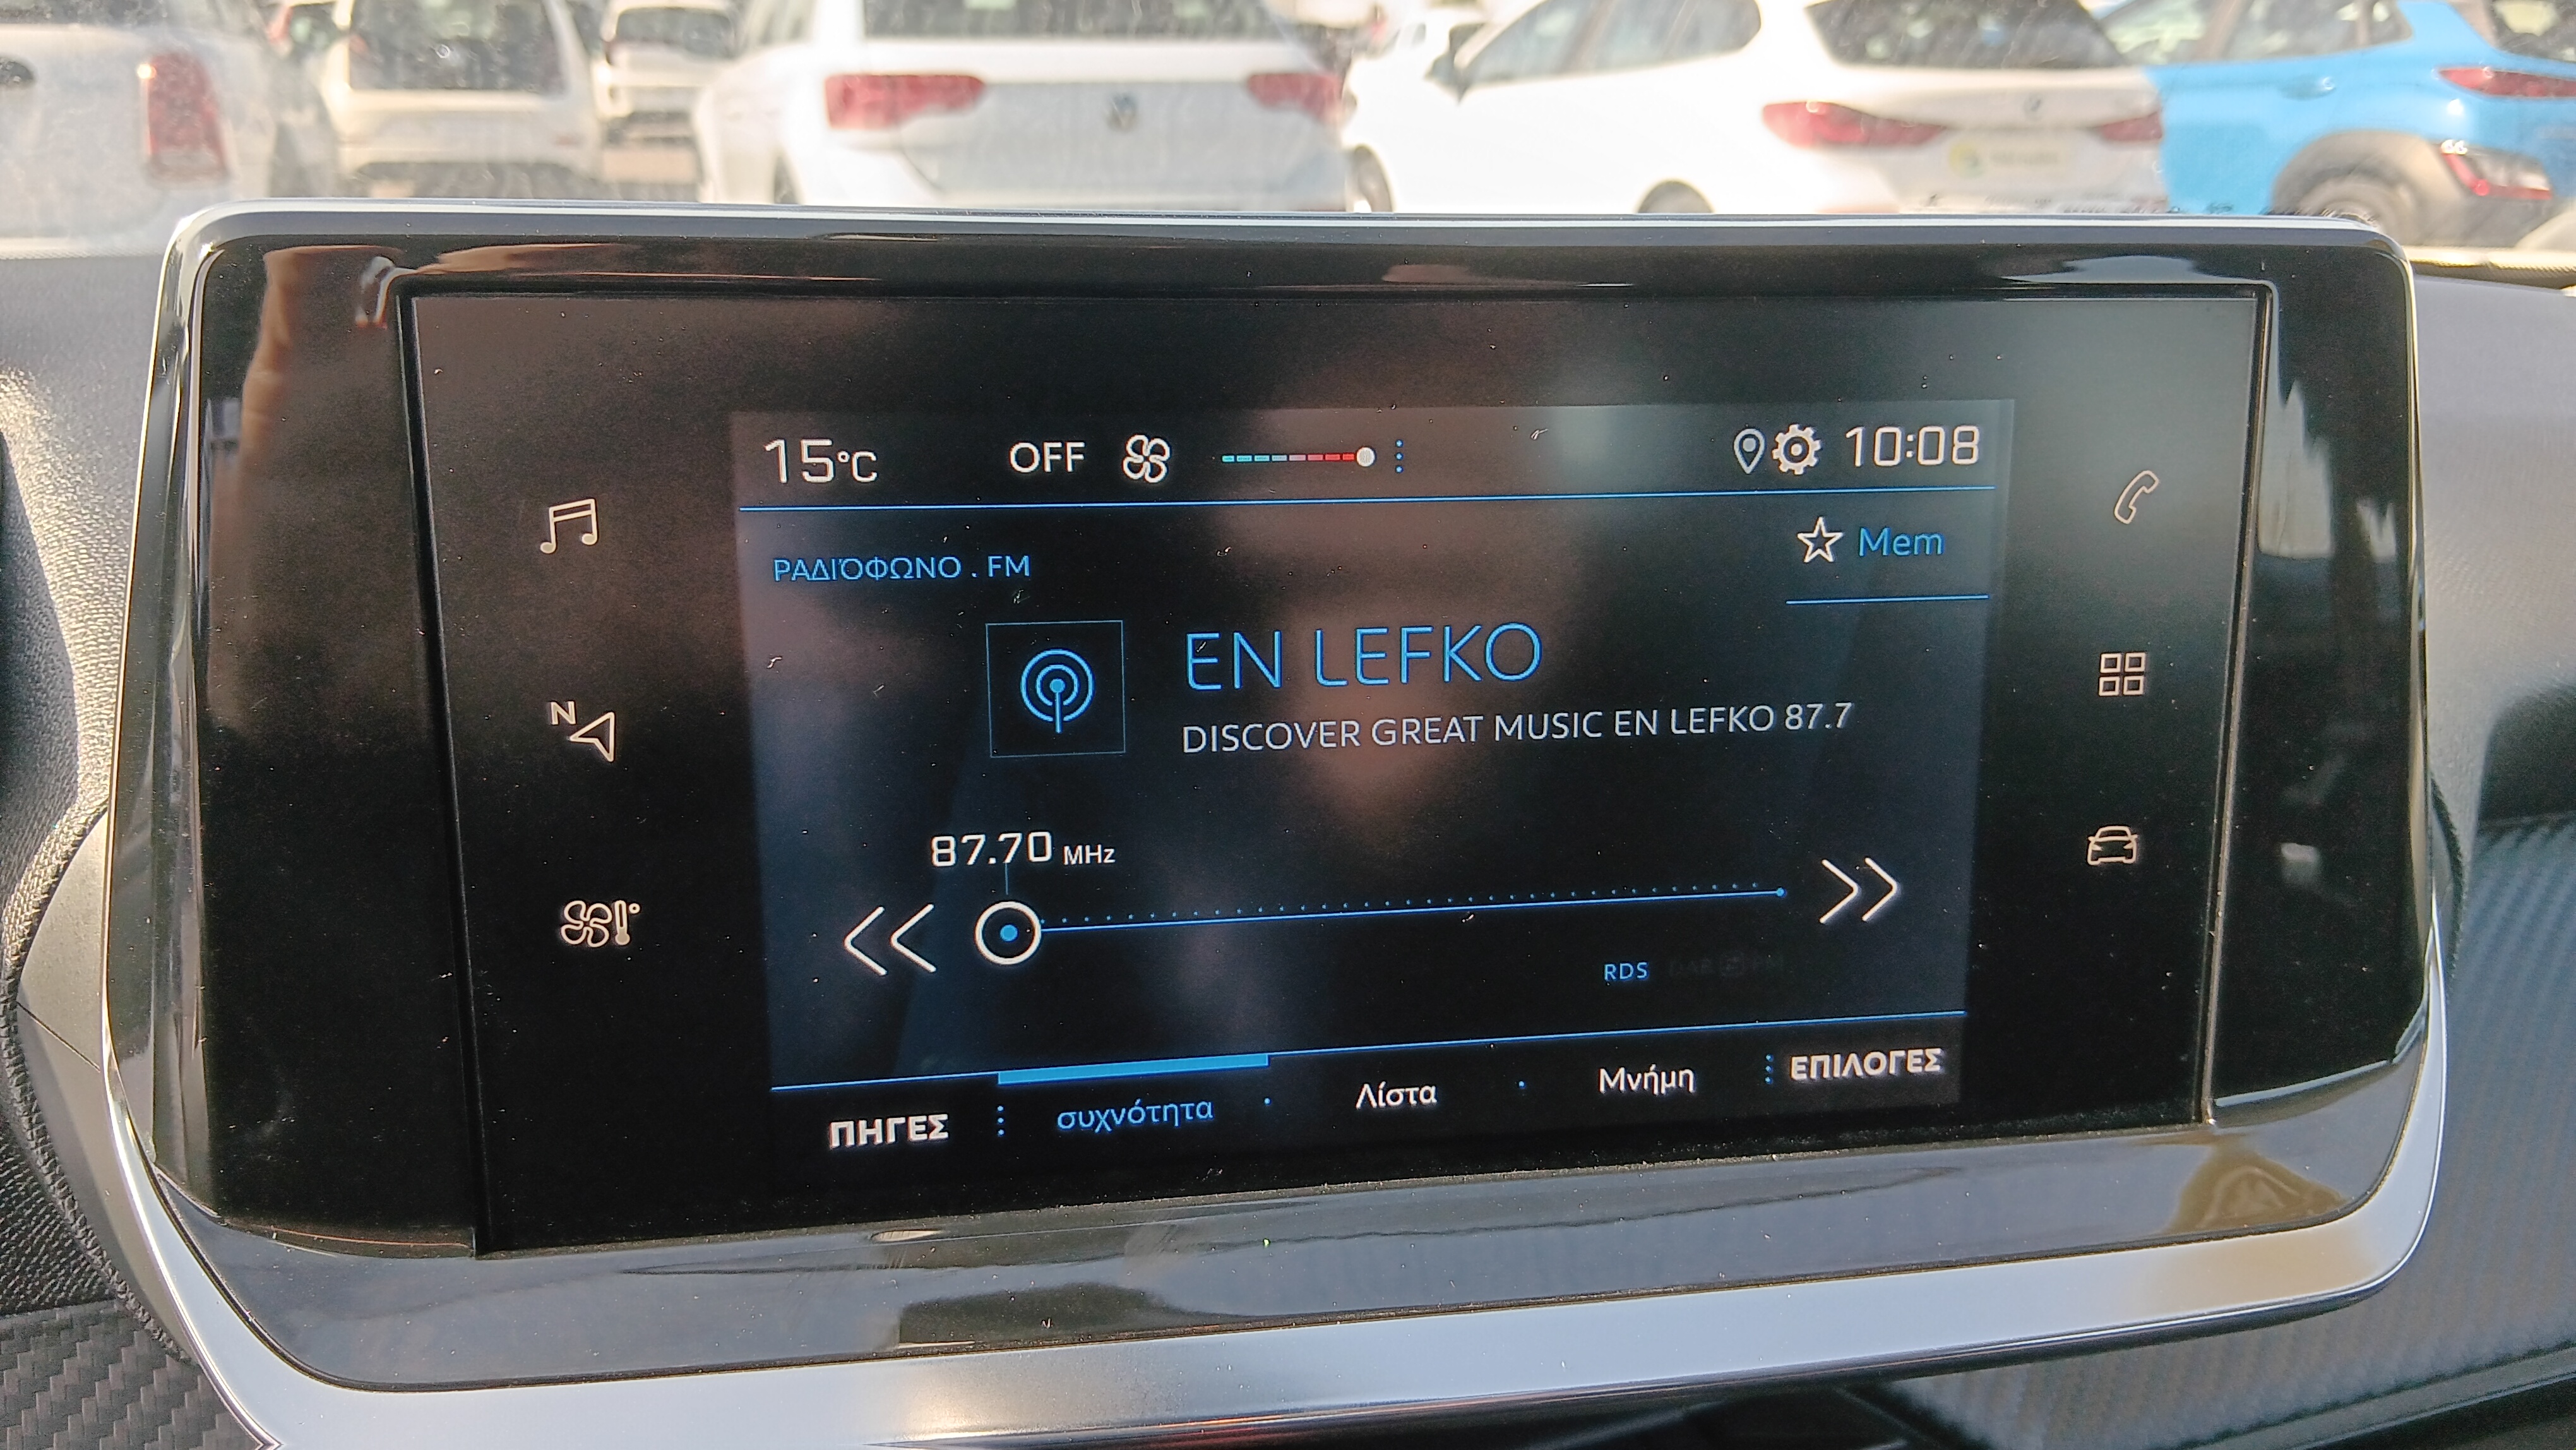 15°C OFF 10:08
Mem
ΡΑΔΙΌΦΩΝΟ . FM
EN LEFKO
DISCOVER GREAT MUSIC EN LEFKO 87.7
N
87.70 MHz
RDS
ΠΗΓΕΣ συχνότητα Λίστα Μνήμη ΕΠΙΛΟΓΕΣ